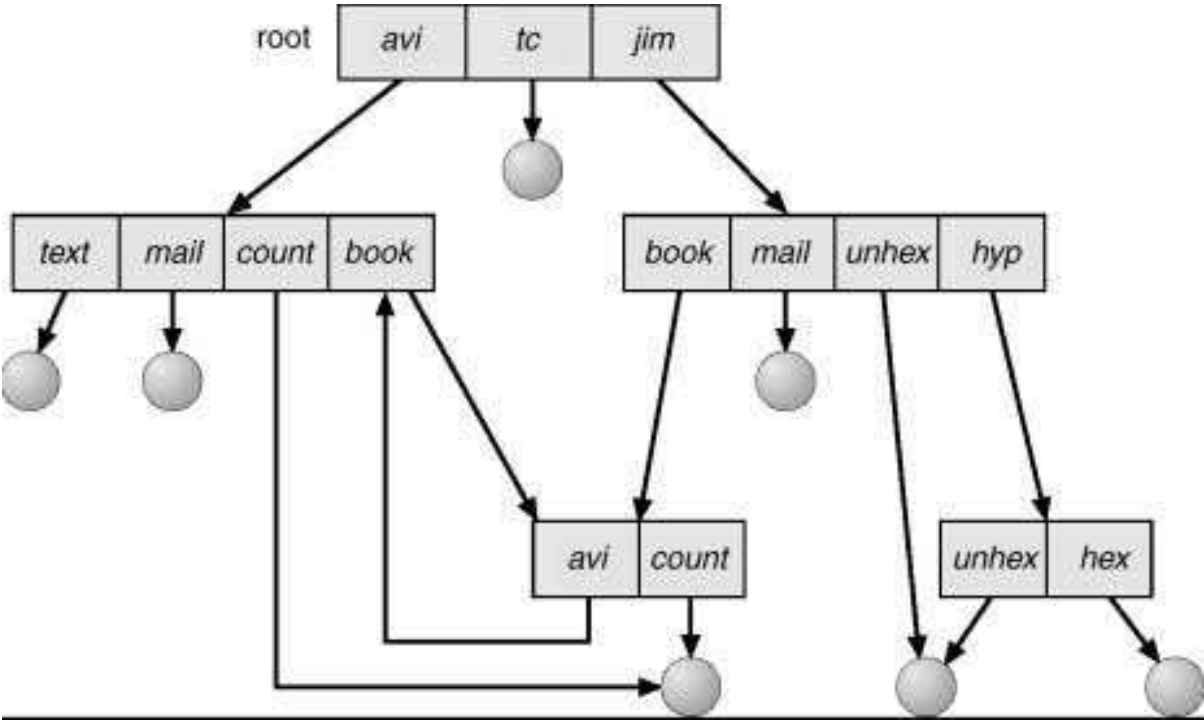 root avi tc jim
text mail count book
book mail unhex hyp
avi count
unhex hex